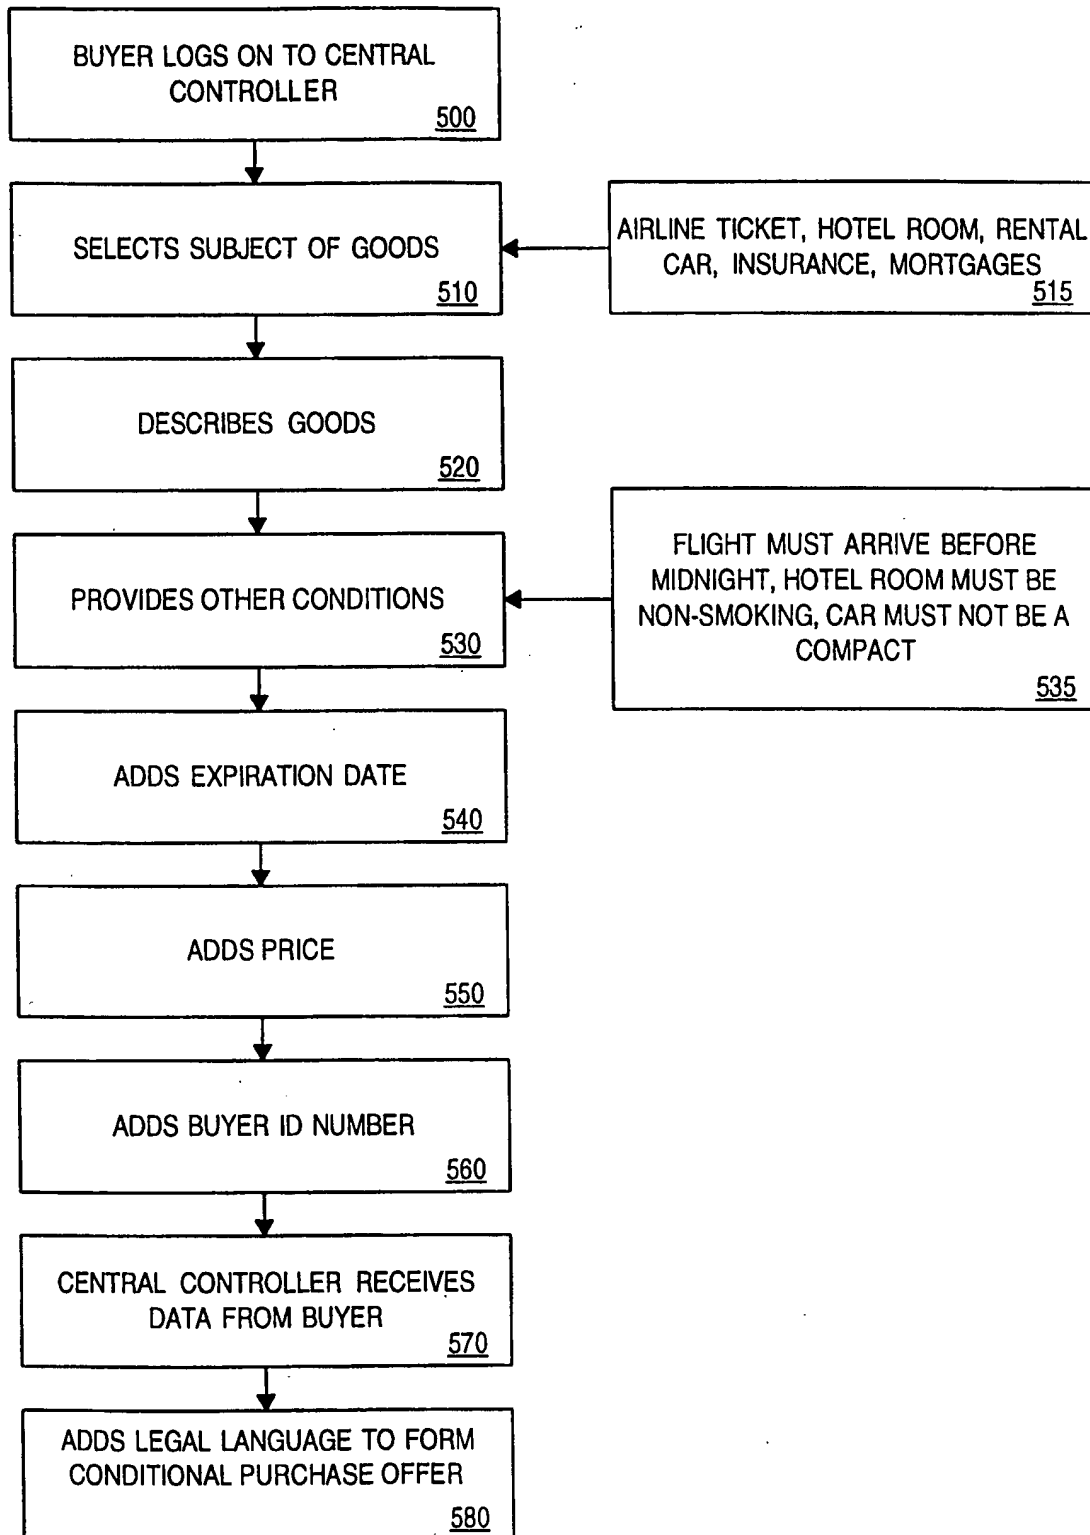 BUYER LOGS ON TO CENTRAL
CONTROLLER
500
SELECTS SUBJECT OF GOODS
510
AIRLINE TICKET, HOTEL ROOM, RENTAL
CAR, INSURANCE, MORTGAGES
515
DESCRIBES GOODS
520
PROVIDES OTHER CONDITIONS
530
FLIGHT MUST ARRIVE BEFORE
MIDNIGHT, HOTEL ROOM MUST BE
NON-SMOKING, CAR MUST NOT BE A
COMPACT
535
ADDS EXPIRATION DATE
540
ADDS PRICE
550
ADDS BUYER ID NUMBER
560
CENTRAL CONTROLLER RECEIVES
DATA FROM BUYER
570
ADDS LEGAL LANGUAGE TO FORM
CONDITIONAL PURCHASE OFFER
580